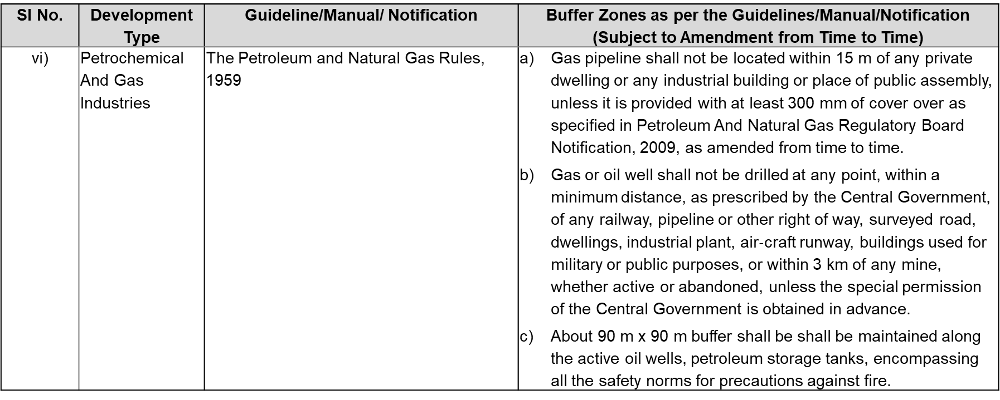 Sl No.
Development
Type
Guideline/Manual/ Notification
Buffer Zones as per the Guidelines/Manual/Notification
(Subject to Amendment from Time to Time)
vi)
Petrochemical
And Gas
Industries
The Petroleum and Natural Gas Rules,
1959
a) Gas pipeline shall not be located within 15 m of any private
dwelling or any industrial building or place of public assembly,
unless it is provided with at least 300 mm of cover over as
specified in Petroleum And Natural Gas Regulatory Board
Notification, 2009, as amended from time to time.
b) Gas or oil well shall not be drilled at any point, within a
minimum distance, as prescribed by the Central Government,
of any railway, pipeline or other right of way, surveyed road,
dwellings, industrial plant, air-craft runway, buildings used for
military or public purposes, or within 3 km of any mine,
whether active or abandoned, unless the special permission
of the Central Government is obtained in advance.
c) About 90 m x 90 m buffer shall be shall be maintained along
the active oil wells, petroleum storage tanks, encompassing
all the safety norms for precautions against fire.